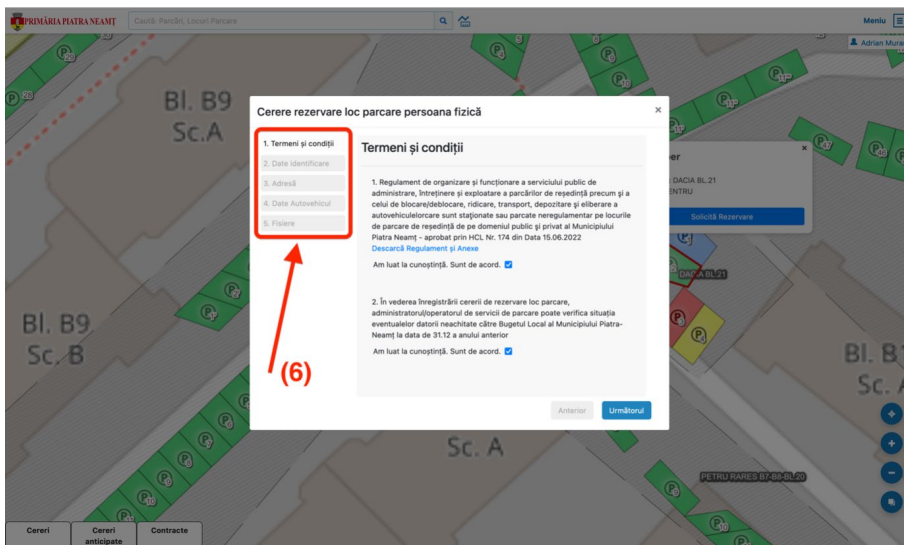 PRIMĂRIA PIATRA NEAMȚ
Caută: Parcări, Locuri Parcare
Meniu
Adrian Mura
Bl. B9
Sc.A
Cerere rezervare loc parcare persoana fizică
×
1. Termeni și condiții
2. Date identificare
3. Adresă
4. Date Autovehicul
5. Fisiere
Termeni și condiții
1. Regulament de organizare și funcționare a serviciului public de
administrare, întreținere și exploatare a parcărilor de reședință precum şi a
celui de blocare/deblocare, ridicare, transport, depozitare şi eliberare a
autovehiculelorcare sunt staţionate sau parcate neregulamentar pe locurile
de parcare de reşedinţă de pe domeniul public şi privat al Municipiului
Piatra Neamț - aprobat prin HCL Nr. 174 din Data 15.06.2022
Descarcă Regulament și Anexe
Am luat la cunoștință. Sunt de acord.
2. În vederea înregistrării cererii de rezervare loc parcare,
administratorul/operatorul de servicii de parcare poate verifica situația
eventualelor datorii neachitate către Bugetul Local al Municipiului Piatra-
Neamț la data de 31.12 a anului anterior
Am luat la cunoștință. Sunt de acord.
Anterior
Următorul
(6)
er
×
DACIA BL.21
NTRU
Solicită Rezervare
DACIA BL.21
Bl. B9
Sc. B
Sc. A
PETRU RARES B7-B8-BL.20
Cereri
Cereri
anticipate
Contracte